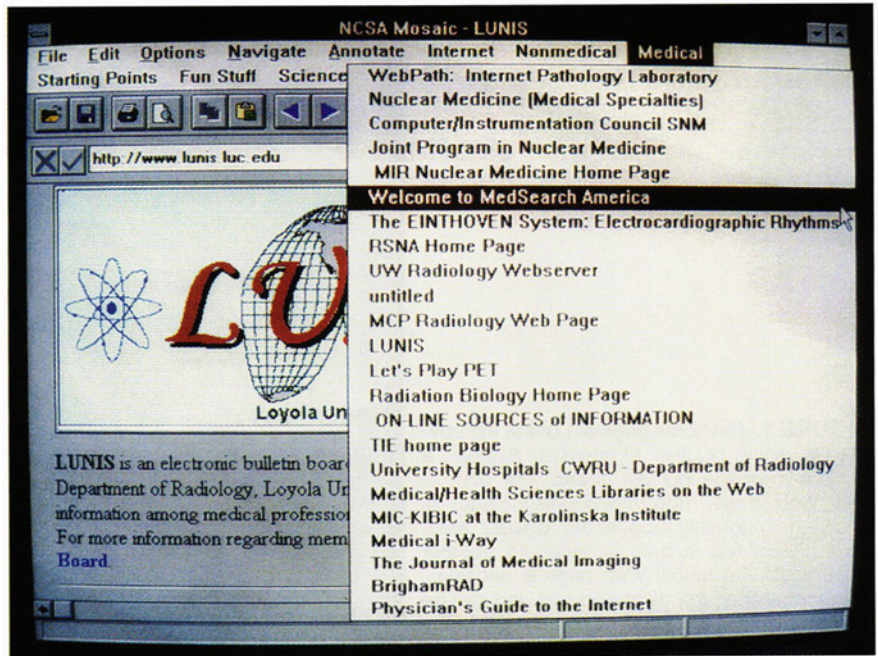 NCSA Mosaic - LUNIS
File Edit Options Navigate Annotate Internet Nonmedical Medical
Starting Points Fun Stuff Science
http://www.lunis.luc.edu
WebPath: Internet Pathology Laboratory
Nuclear Medicine (Medical Specialties)
Computer/Instrumentation Council SNM
Joint Program in Nuclear Medicine
MIR Nuclear Medicine Home Page
Welcome to MedSearch America
The EINTHOVEN System: Electrocardiographic Rhythms
RSNA Home Page
UW Radiology Webserver
untitled
MCP Radiology Web Page
LUNIS
Let's Play PET
Radiation Biology Home Page
ON-LINE SOURCES of INFORMATION
TIE home page
University Hospitals CWRU - Department of Radiology
Medical/Health Sciences Libraries on the Web
MIC-KIBIC at the Karolinska Institute
Medical i-Way
The Journal of Medical Imaging
BrighamRAD
Physician's Guide to the Internet
LU
Loyola Un
LUNIS is an electronic bulletin boar
Department of Radiology, Loyola Ur
information among medical profession
For more information regarding mem
Board.